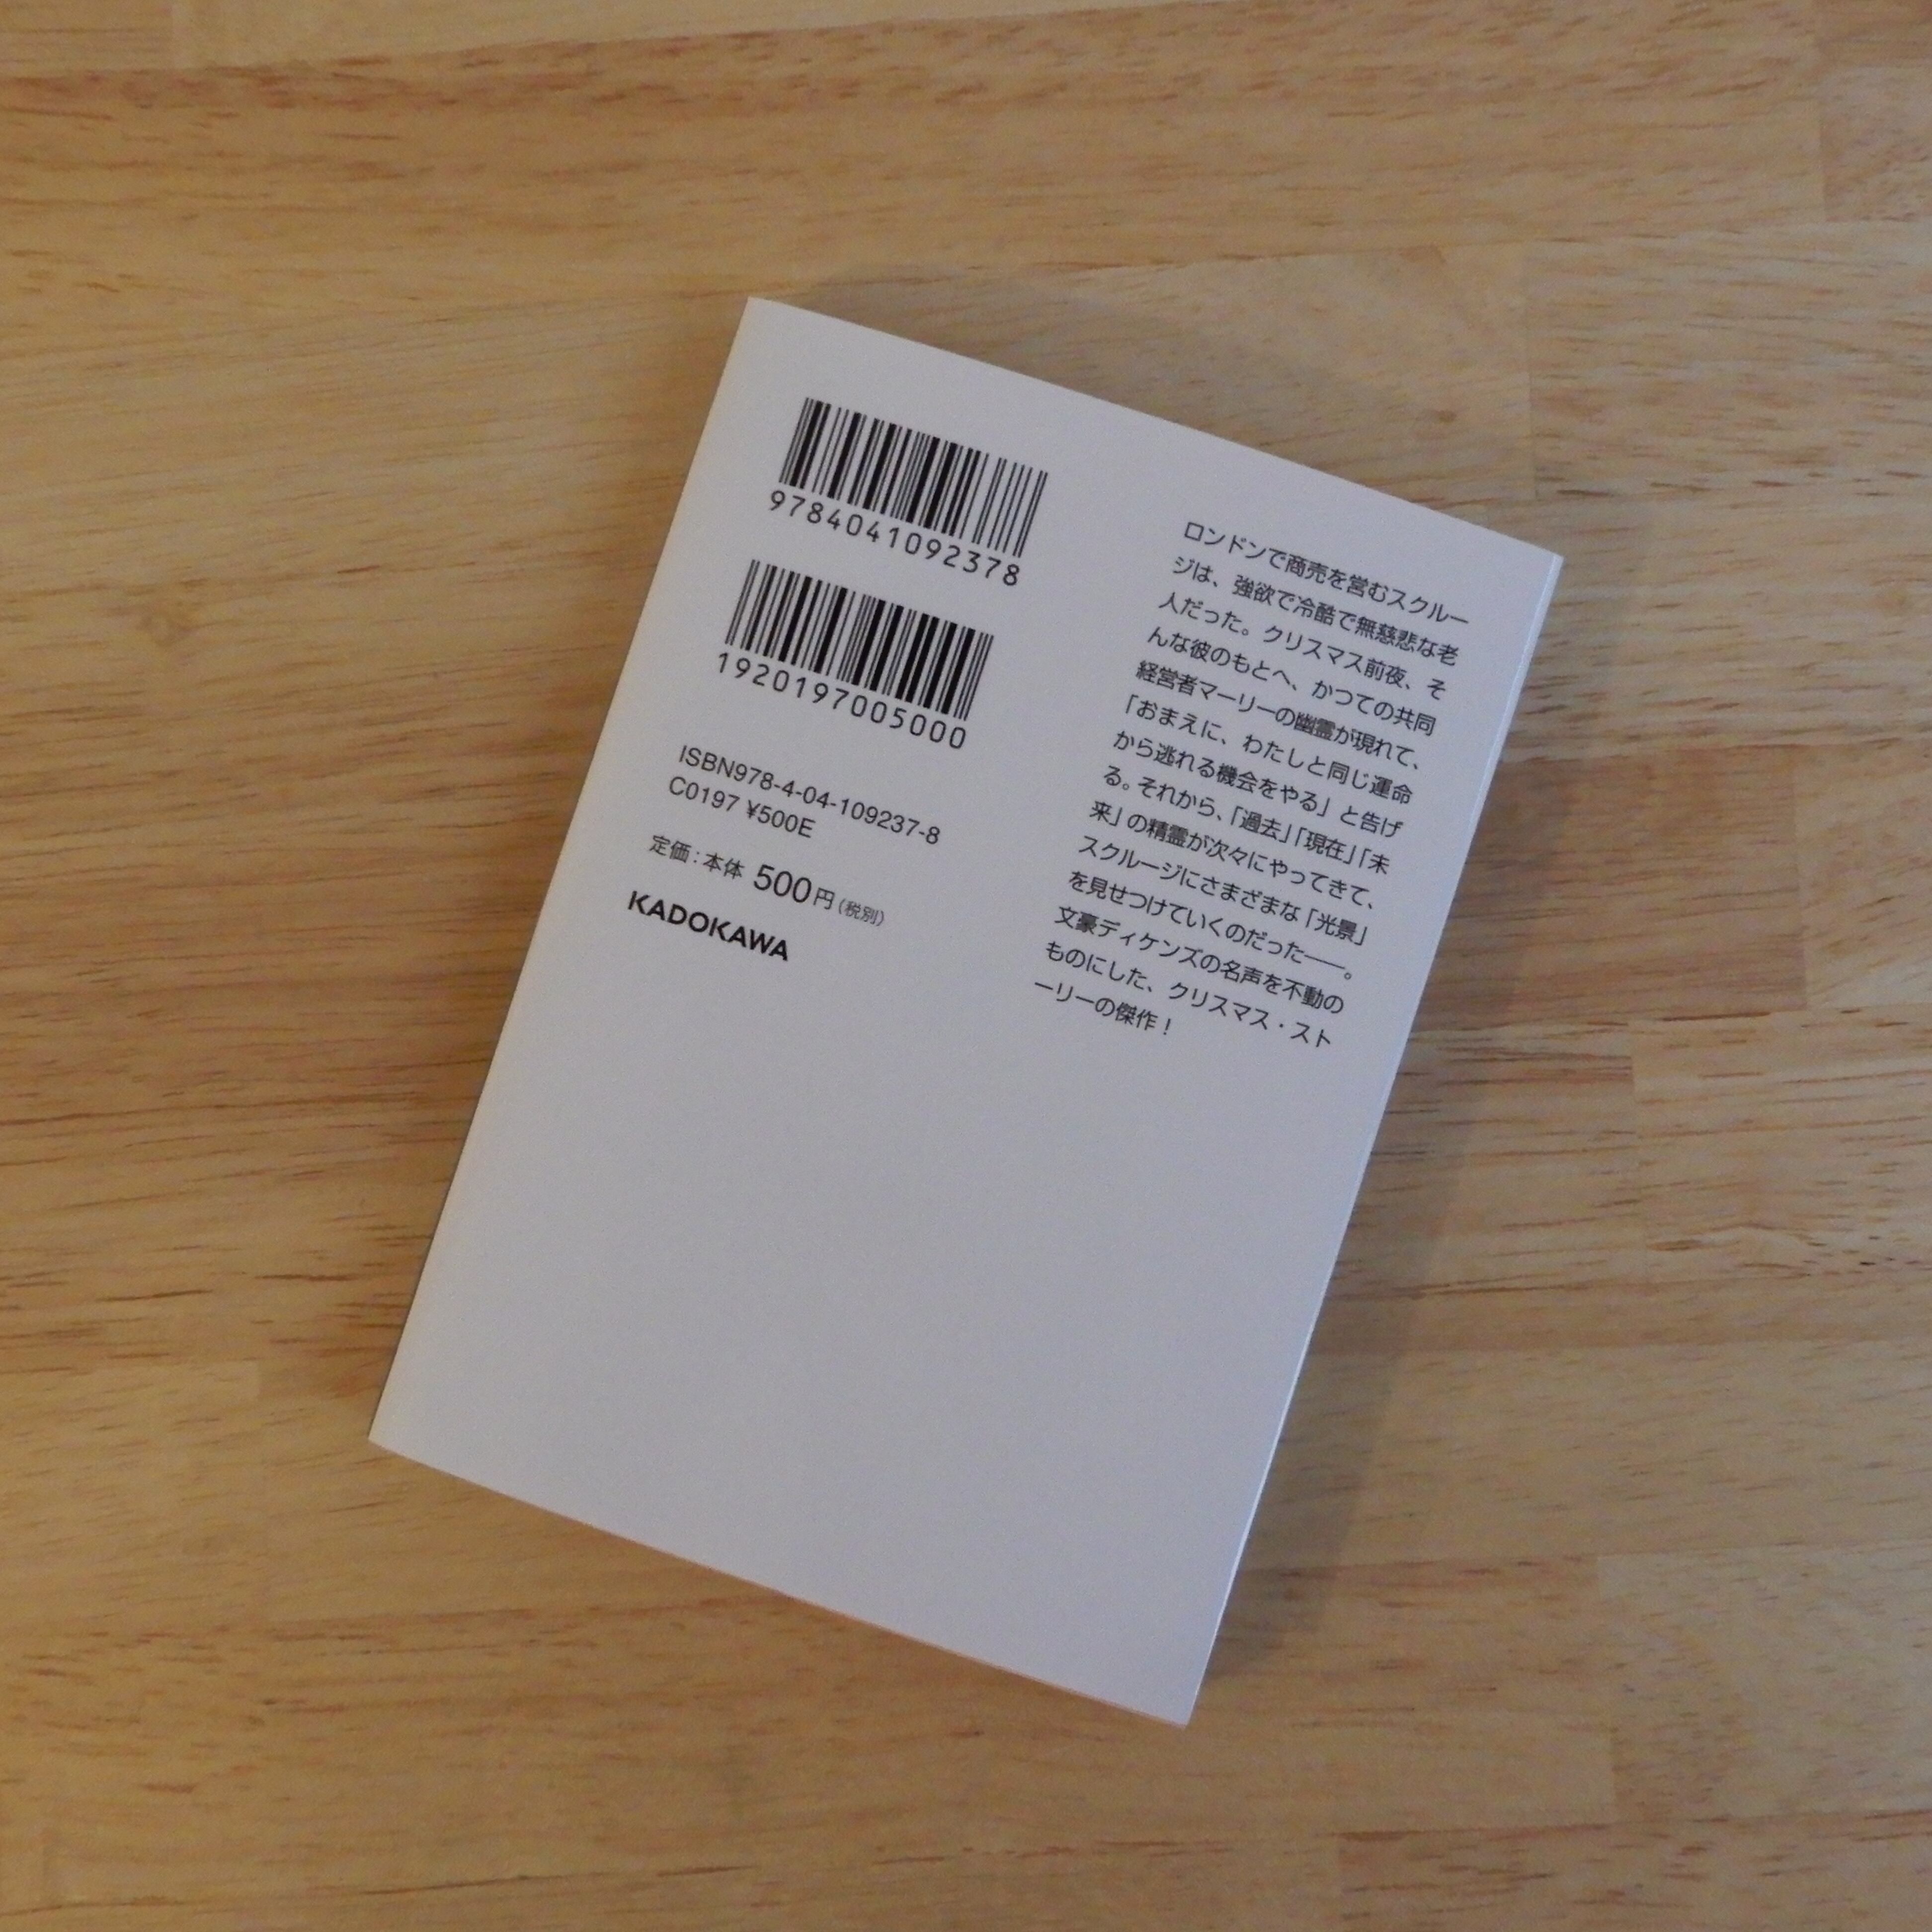 9784041092378
1920197005000
ISBN978-4-04-109237-8
C0197 ¥500E
定価:本体 500円(税別)
KADOKAWA
ロンドンで商売を営むスクルー
ジは、強欲で冷酷で無慈悲な老
人だった。クリスマス前夜、そ
んな彼のもとへ、かつての共同
経営者マーリーの幽霊が現れて、
「おまえに、わたしと同じ運命
から逃れる機会をやる」と告げ
る。それから、「過去」「現在」「未
来」の精霊が次々にやってきて、
スクルージにさまざまな「光景」
を見せつけていくのだった――。
文豪ディケンズの名声を不動の
ものにした、クリスマス・スト
ーリーの傑作!